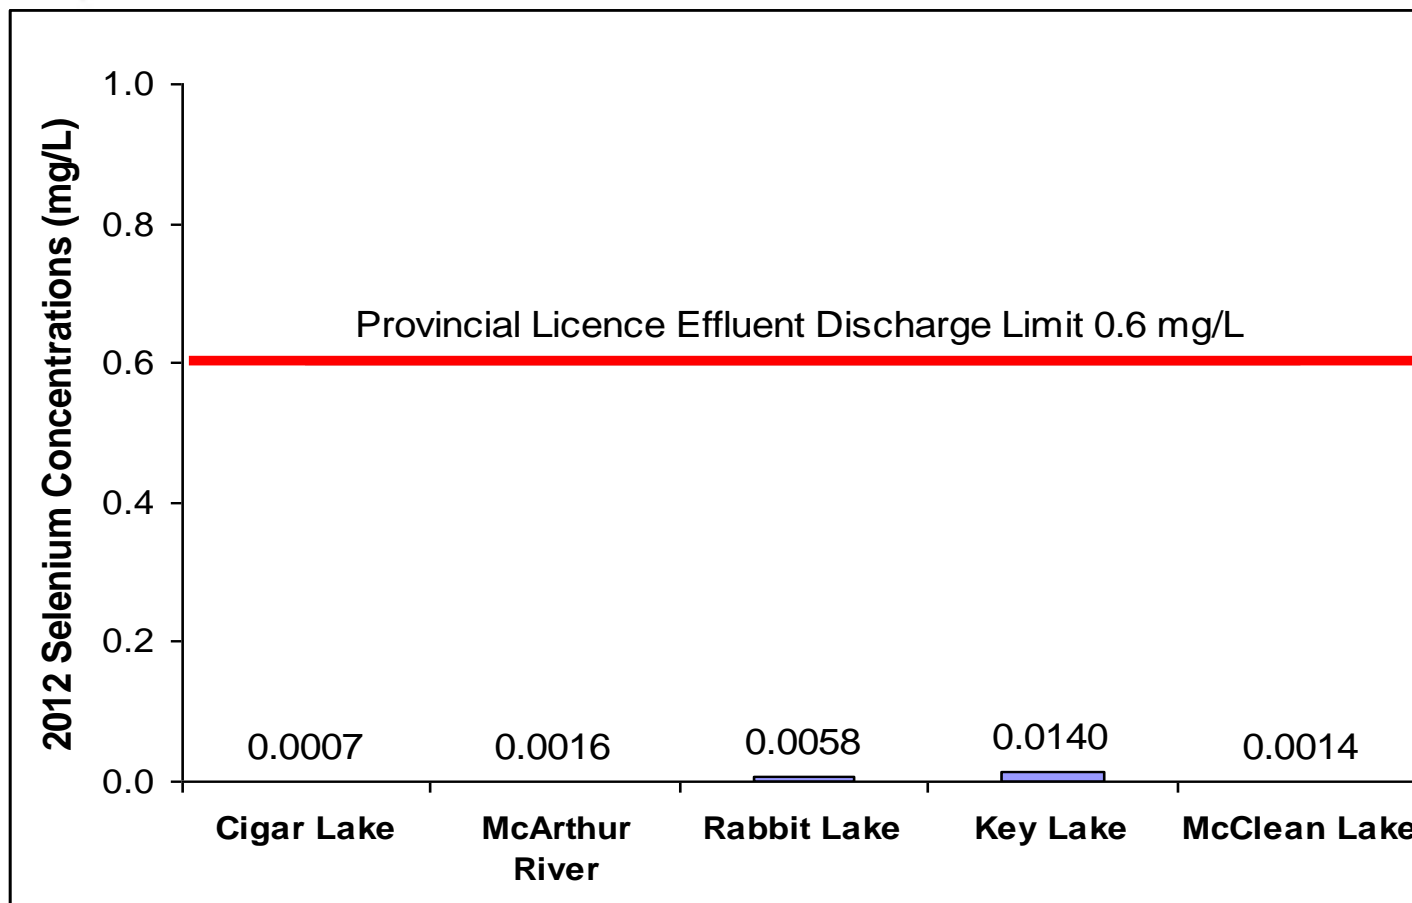 2012 Selenium Concentrations (mg/L)
1.0
0.8
Provincial Licence Effluent Discharge Limit 0.6 mg/L
0.6
0.4
0.2
0.0
0.0007
0.0016
0.0058
0.0140
0.0014
Cigar Lake
McArthur
River
Rabbit Lake
Key Lake
McClean Lake